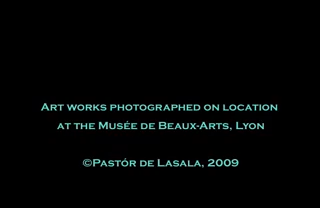 Art works photographed on location
at the Musée de Beaux-Arts, Lyon
©Pastór de Lasala, 2009